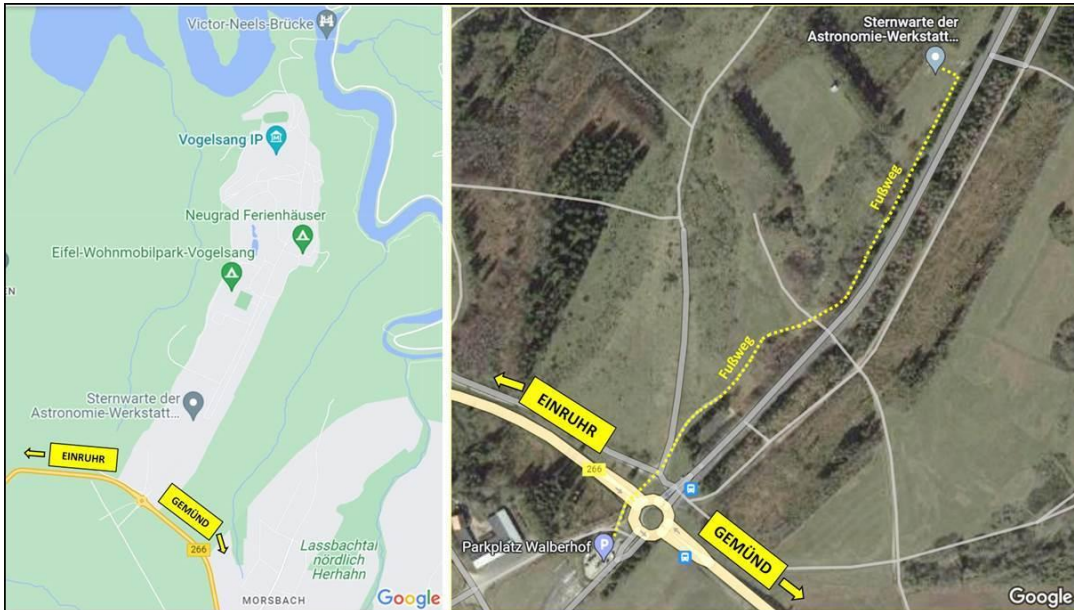 Victor-Neels-Brücke
Vogelsang IP
Neugrad Ferienhäuser
Eifel-Wohnmobilpark-Vogelsang
EN
Sternwarte der
Astronomie-Werkstatt...
EINRUHR
GEMÜND
266
Lassbachtal
nördlich
Herhahn
MORSBACH
Google
Sternwarte der
Astronomie-Werkstatt...
Fußweg
Fußweg
EINRUHR
266
GEMÜND
Parkplatz Walberhof
P
Google